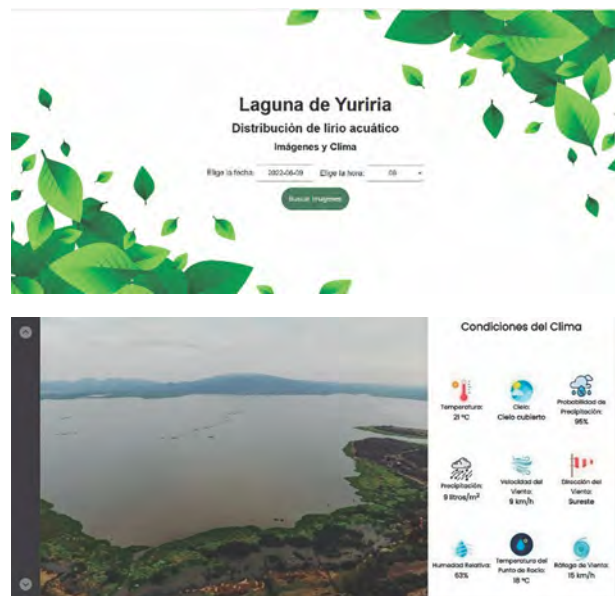 Laguna de Yuriria
Distribución de lirio acuático
Imágenes y Clima
Elige la fecha: 2022-08-09 Elige la hora: 08
Buscar Imágenes
Condiciones del Clima
Temperatura:
21 °C
Cielo:
Cielo cubierto
Probabilidad de
Precipitación:
95%
Precipitación:
9 litros/m²
Velocidad del
Viento:
9 km/h
Dirección del
Viento:
Sureste
Humedad Relativa:
63%
Temperatura del
Punto de Rocío:
18 °C
Ráfaga de Viento:
15 km/h